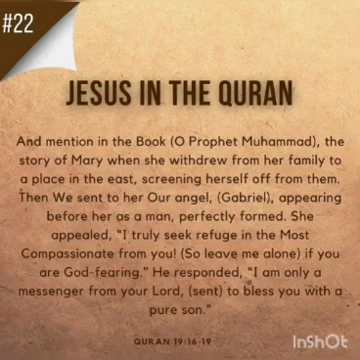 #22
JESUS IN THE QURAN
And mention in the Book (O Prophet Muhammad), the
story of Mary when she withdrew from her family to
a place in the east, screening herself off from them.
Then We sent to her Our angel, (Gabriel), appearing
before her as a man, perfectly formed. She
appealed, "I truly seek refuge in the Most
Compassionate from you! (So leave me alone) if you
are God-fearing." He responded, "I am only a
messenger from your Lord, (sent) to bless you with a
pure son."
QURAN 19:16-19
InShOt